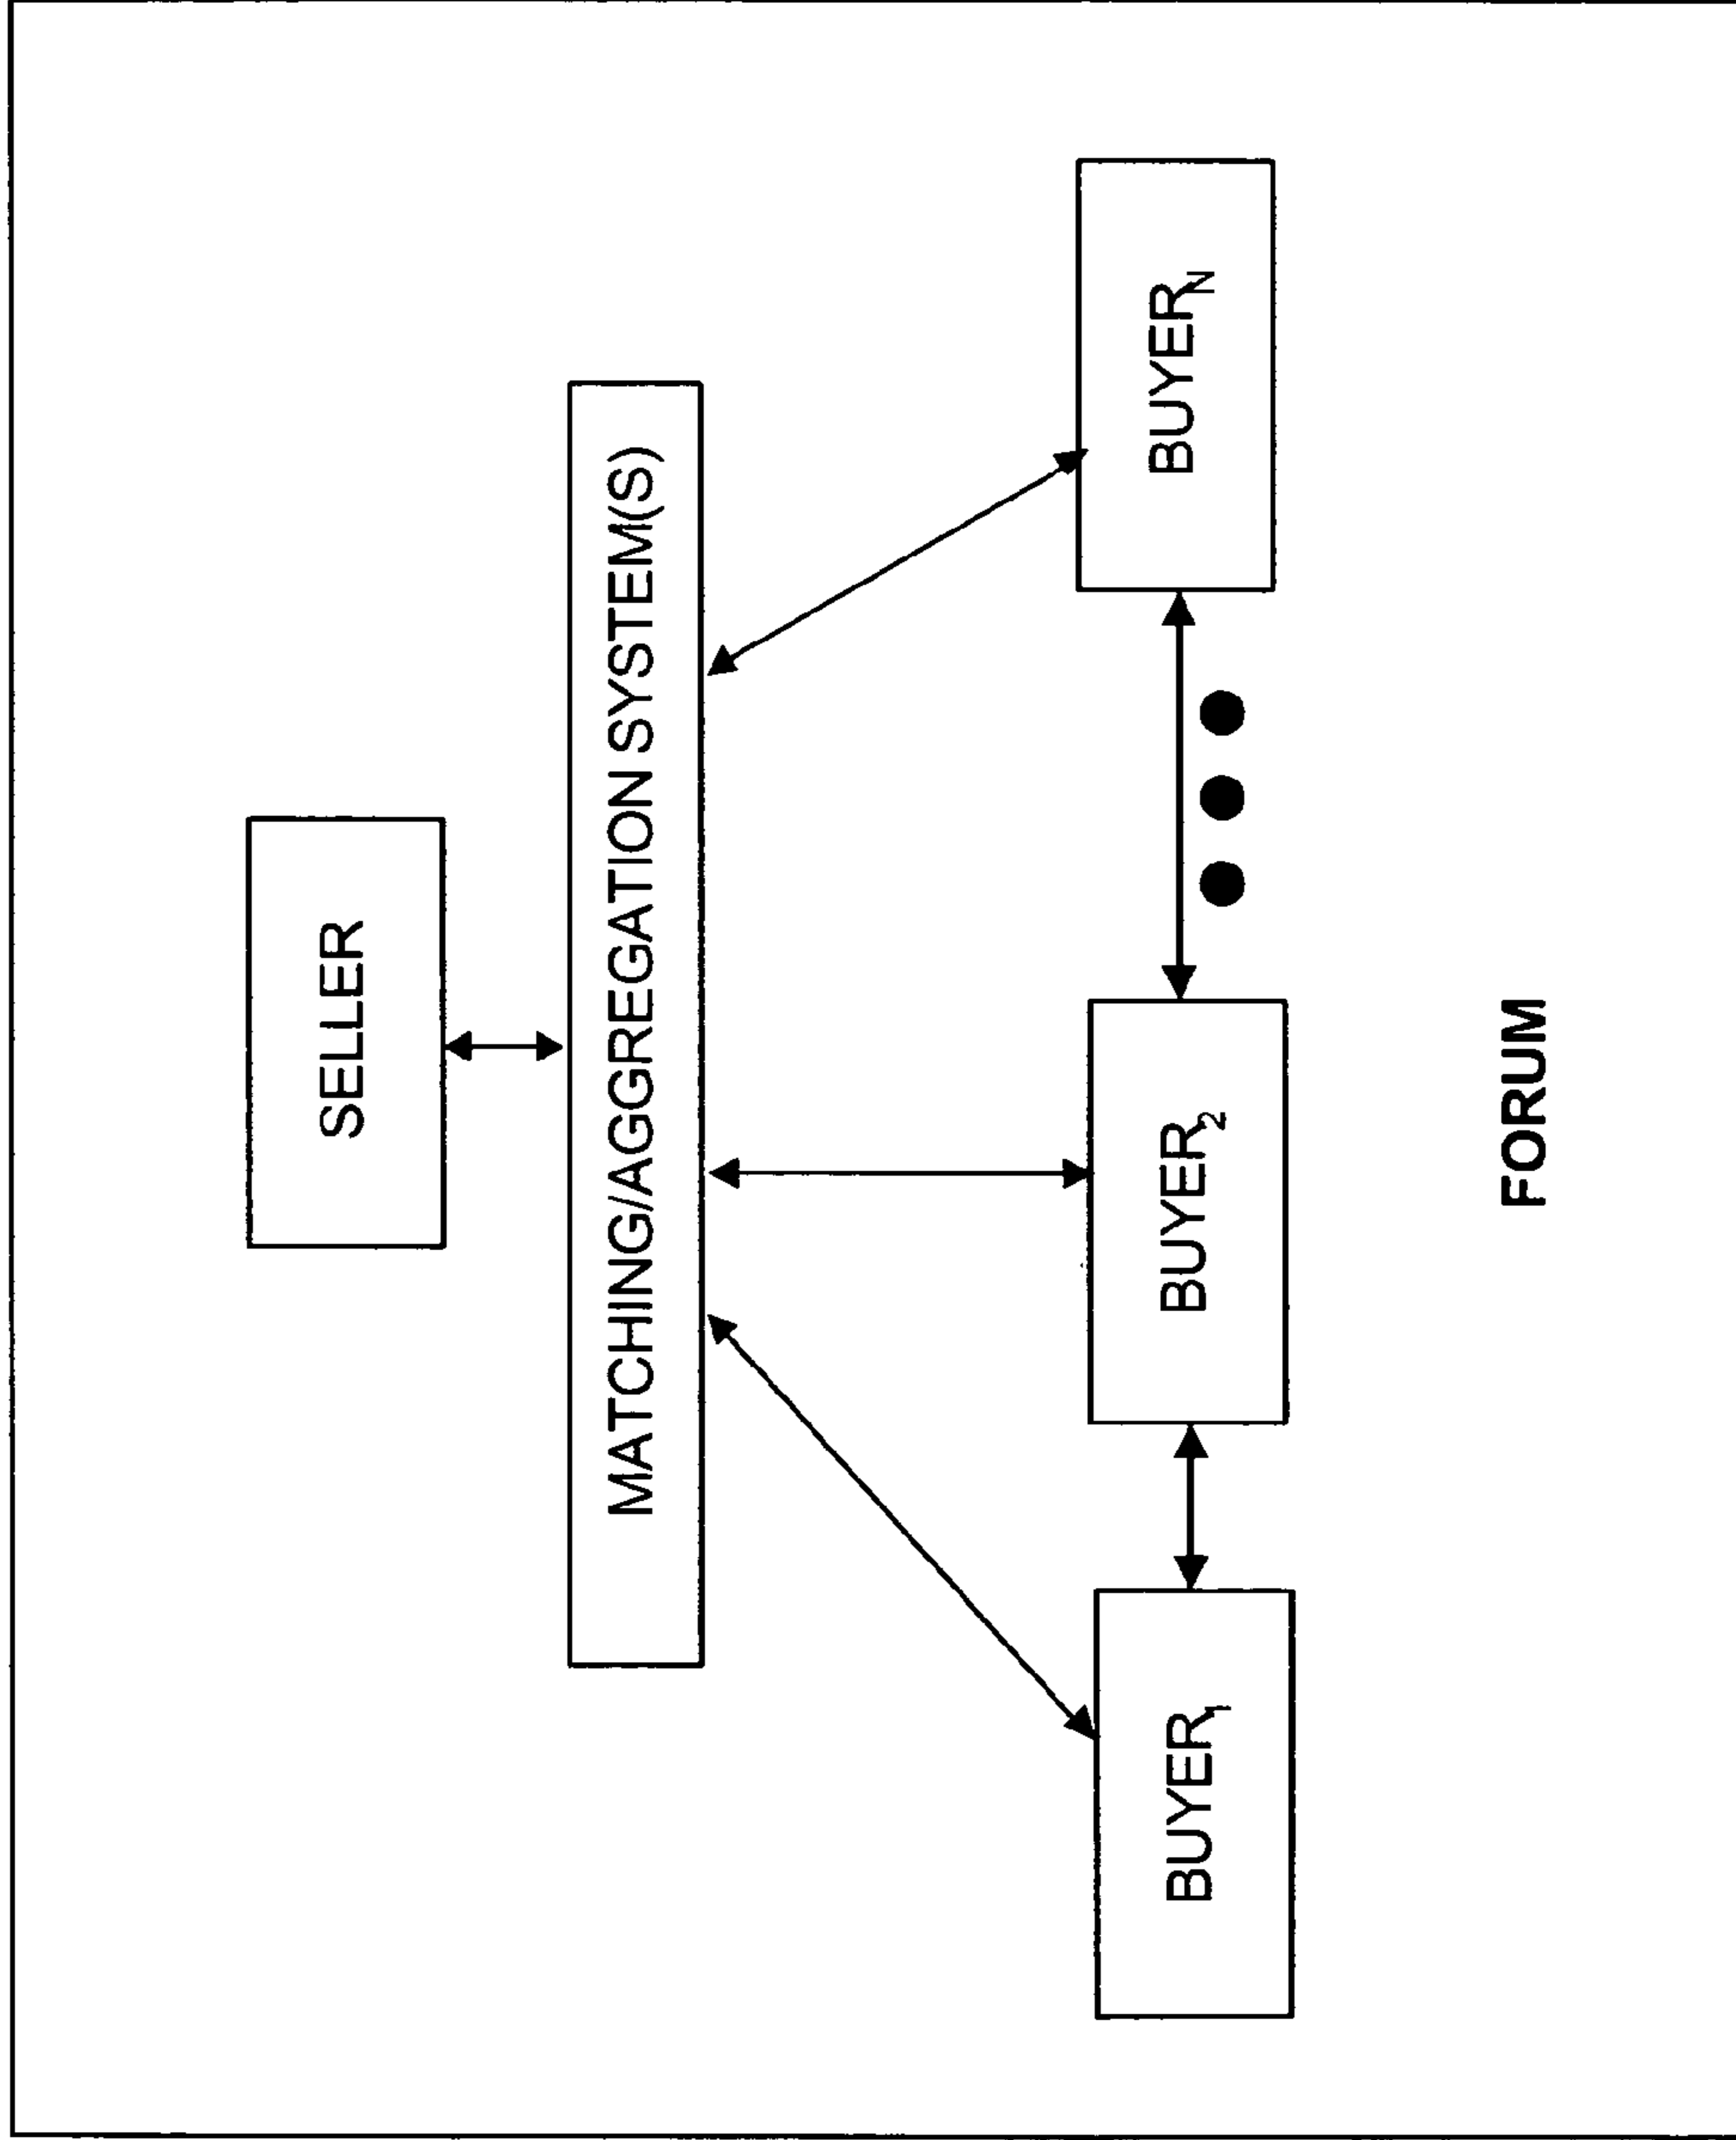 SELLER
MATCHING/AGGREGATION SYSTEM(S)
BUYER1
BUYER2
BUYERN
FORUM